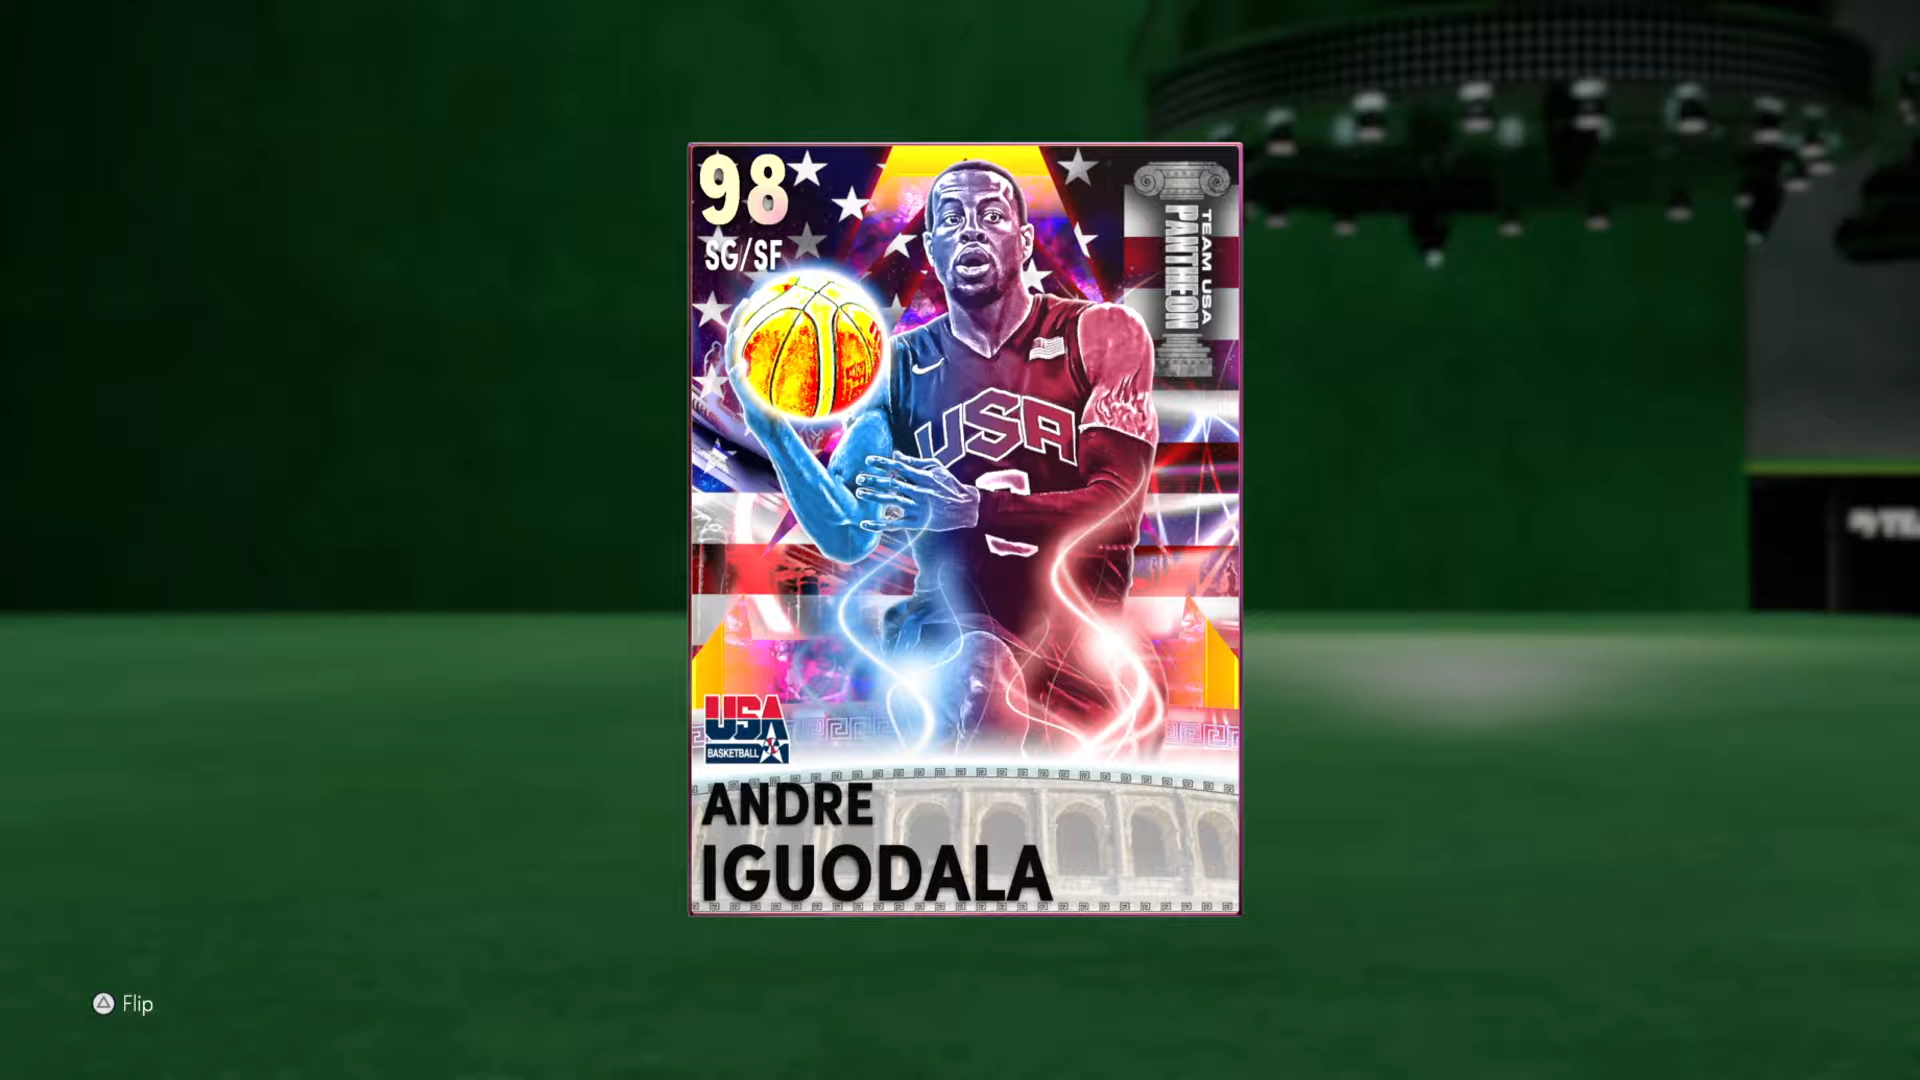 98
SG/SF
TEAM USA
PANTHEON
USA
USA
BASKETBALL
ANDRE
IGUODALA
Flip